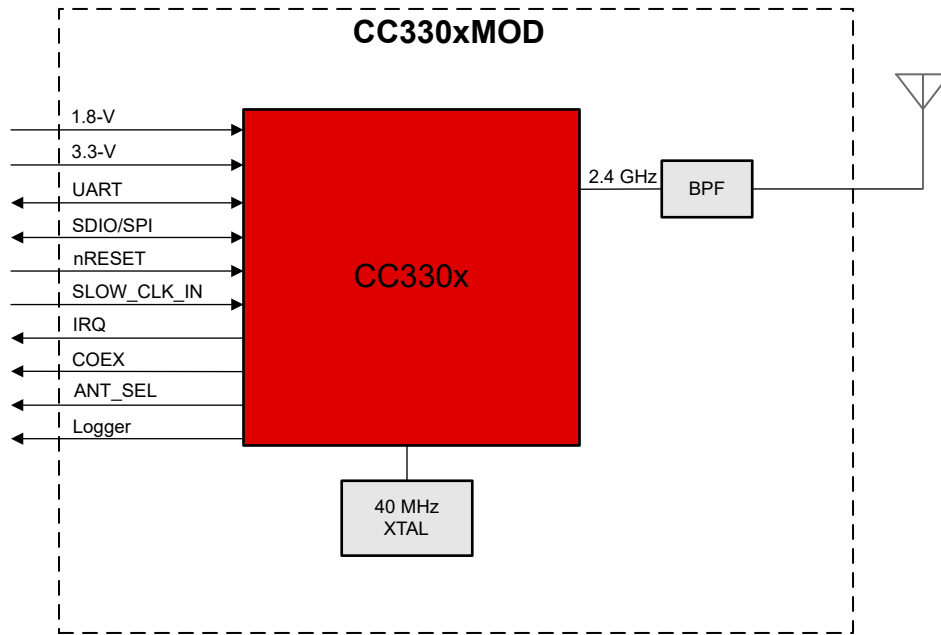 CC330xMOD
1.8-V
3.3-V
UART
SDIO/SPI
nRESET
SLOW_CLK_IN
IRQ
COEX
ANT_SEL
Logger
CC330x
2.4 GHz
BPF
40 MHz
XTAL